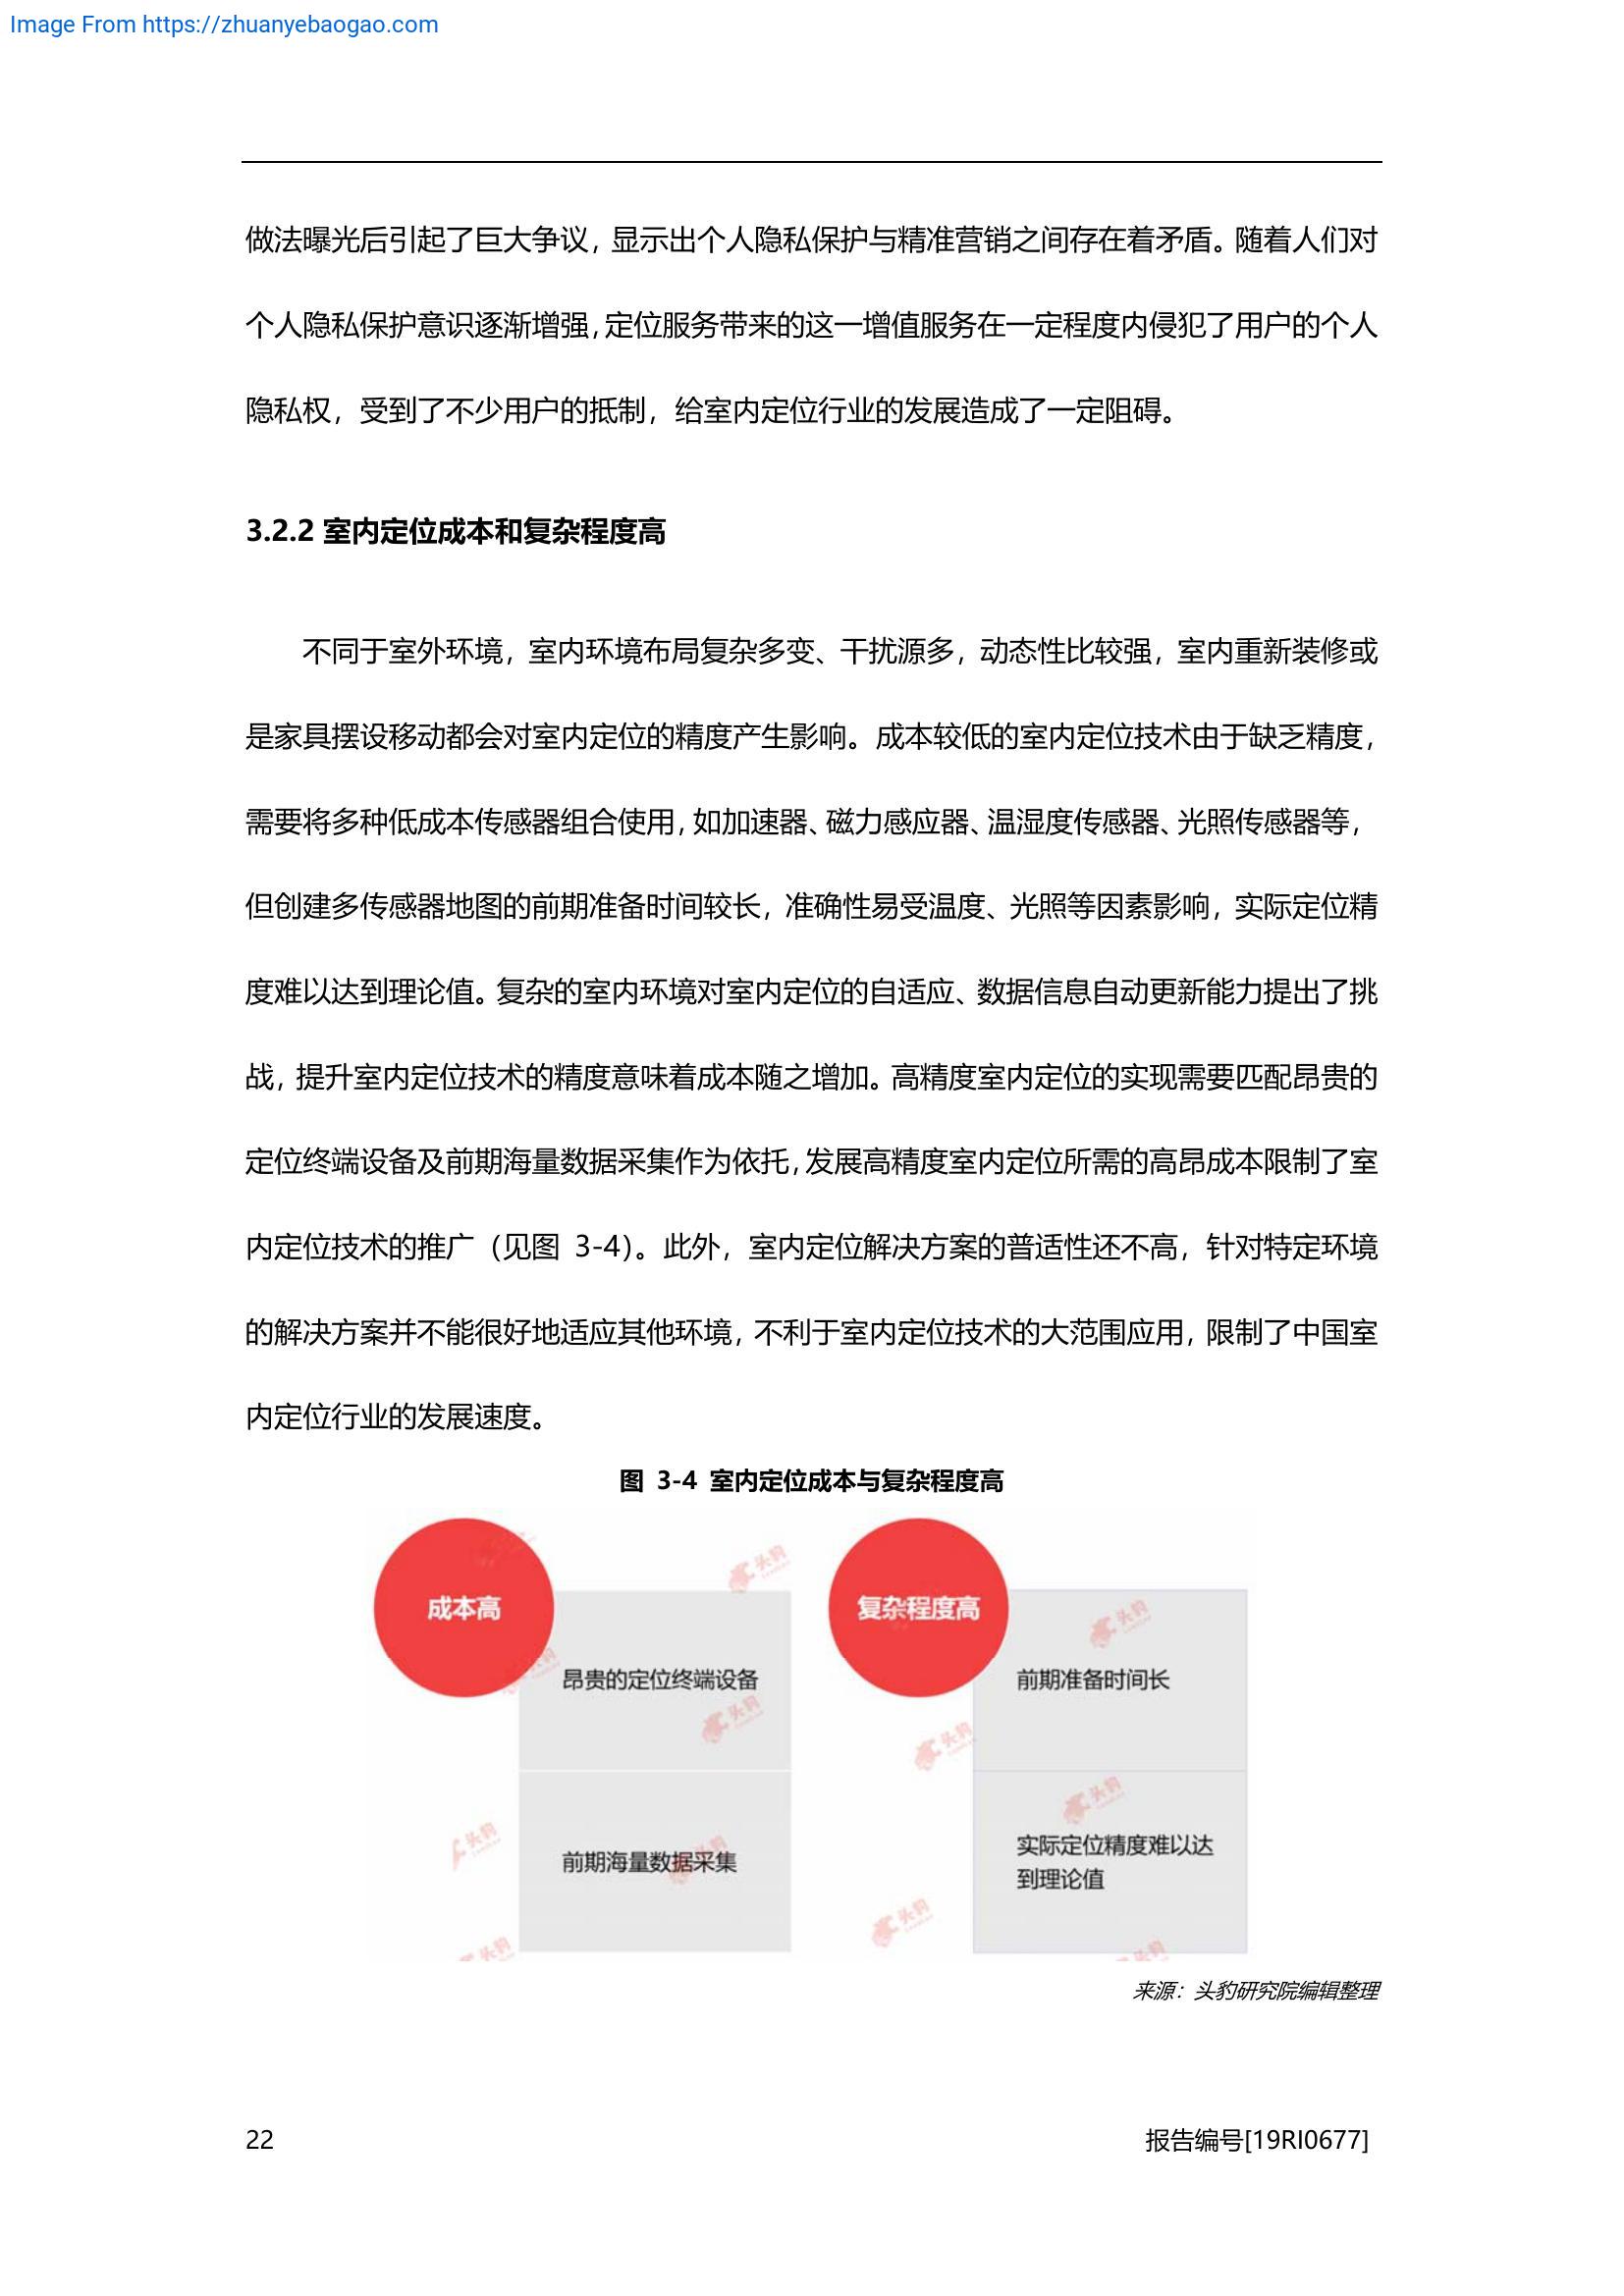 Image From https://zhuanyebaogao.com
做法曝光后引起了巨大争议，显示出个人隐私保护与精准营销之间存在着矛盾。随着人们对
个人隐私保护意识逐渐增强，定位服务带来的这一增值服务在一定程度内侵犯了用户的个人
隐私权，受到了不少用户的抵制，给室内定位行业的发展造成了一定阻碍。
3.2.2 室内定位成本和复杂程度高
不同于室外环境，室内环境布局复杂多变、干扰源多，动态性比较强，室内重新装修或
是家具摆设移动都会对室内定位的精度产生影响。成本较低的室内定位技术由于缺乏精度，
需要将多种低成本传感器组合使用，如加速器、磁力感应器、温湿度传感器、光照传感器等，
但创建多传感器地图的前期准备时间较长，准确性易受温度、光照等因素影响，实际定位精
度难以达到理论值。复杂的室内环境对室内定位的自适应、数据信息自动更新能力提出了挑
战，提升室内定位技术的精度意味着成本随之增加。高精度室内定位的实现需要匹配昂贵的
定位终端设备及前期海量数据采集作为依托，发展高精度室内定位所需的高昂成本限制了室
内定位技术的推广（见图 3-4）。此外，室内定位解决方案的普适性还不高，针对特定环境
的解决方案并不能很好地适应其他环境，不利于室内定位技术的大范围应用，限制了中国室
内定位行业的发展速度。
图 3-4 室内定位成本与复杂程度高
成本高
昂贵的定位终端设备
前期海量数据采集
复杂程度高
前期准备时间长
实际定位精度难以达
到理论值
头豹
头豹
头豹
头豹
头豹
头豹
头豹
头豹
头豹
头豹
头豹
来源：头豹研究院编辑整理
22
报告编号[19RI0677]